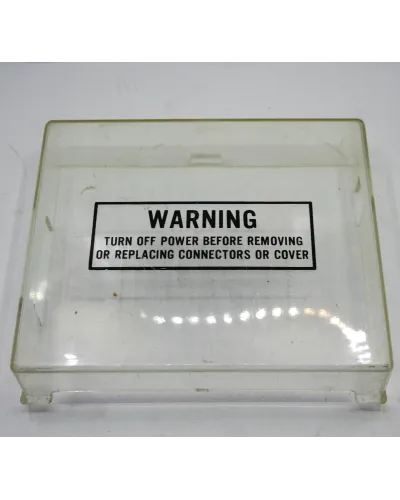 WARNING
TURN OFF POWER BEFORE REMOVING
OR REPLACING CONNECTORS OR COVER